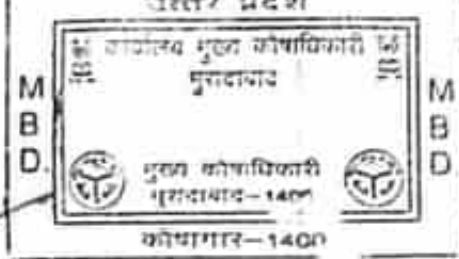 उत्तर प्रदेश
कार्यालय मुख्य कोषाधिकारी
मुरादाबाद
M B D.
M B D
मुख्य कोषाधिकारी
मुरादाबाद-1400
कोषागार-1400